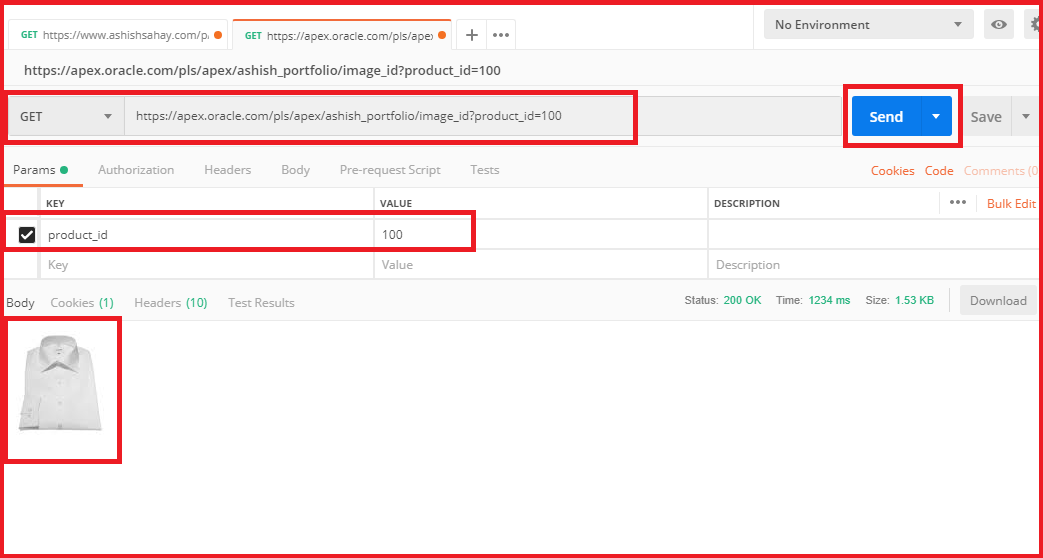 No Environment
GET https://www.ashishsahay.com/p
GET https://apex.oracle.com/pls/apex
https://apex.oracle.com/pls/apex/ashish_portfolio/image_id?product_id=100
GET https://apex.oracle.com/pls/apex/ashish_portfolio/image_id?product_id=100 Send Save
Params Authorization Headers Body Pre-request Script Tests Cookies Code Comments (0
KEY VALUE DESCRIPTION ••• Bulk Edit
product_id 100
Key Value Description
Body Cookies (1) Headers (10) Test Results Status: 200 OK Time: 1234 ms Size: 1.53 KB Download